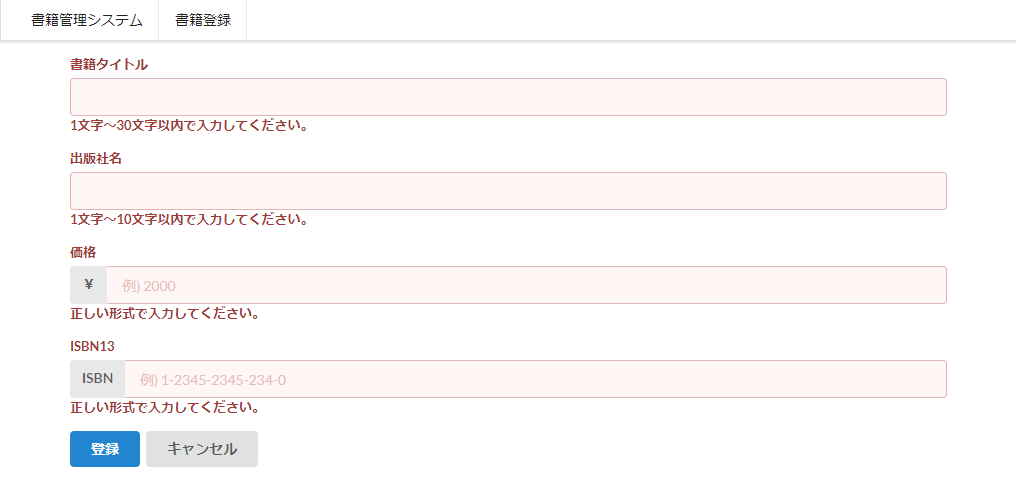 書籍管理システム 書籍登録
書籍タイトル
1文字〜30文字以内で入力してください。
出版社名
1文字〜10文字以内で入力してください。
価格
¥ 例) 2000
正しい形式で入力してください。
ISBN13
ISBN 例) 1-2345-2345-234-0
正しい形式で入力してください。
登録 キャンセル